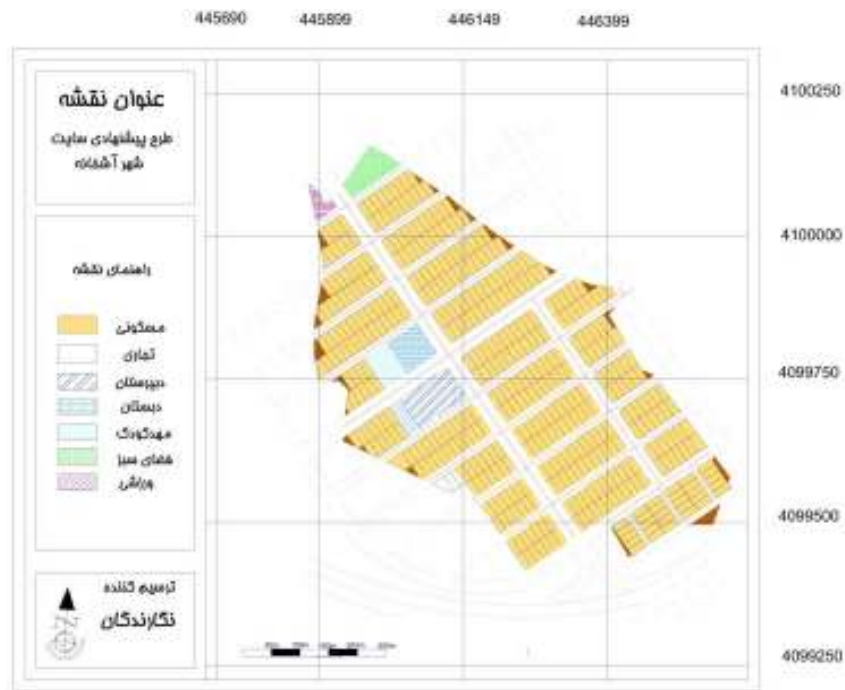 445690 445899 446149 446399
4100250
4100000
4099750
4099500
4099250
عنوان نقشه
طرح پیشنهادی سایت
شهر آشخانه
راهنمای نقشه
مسکونی
تجاری
دبیرستان
دبستان
مهدکودک
فضای سبز
ورزشی
ترسیم کننده
نگارندگان